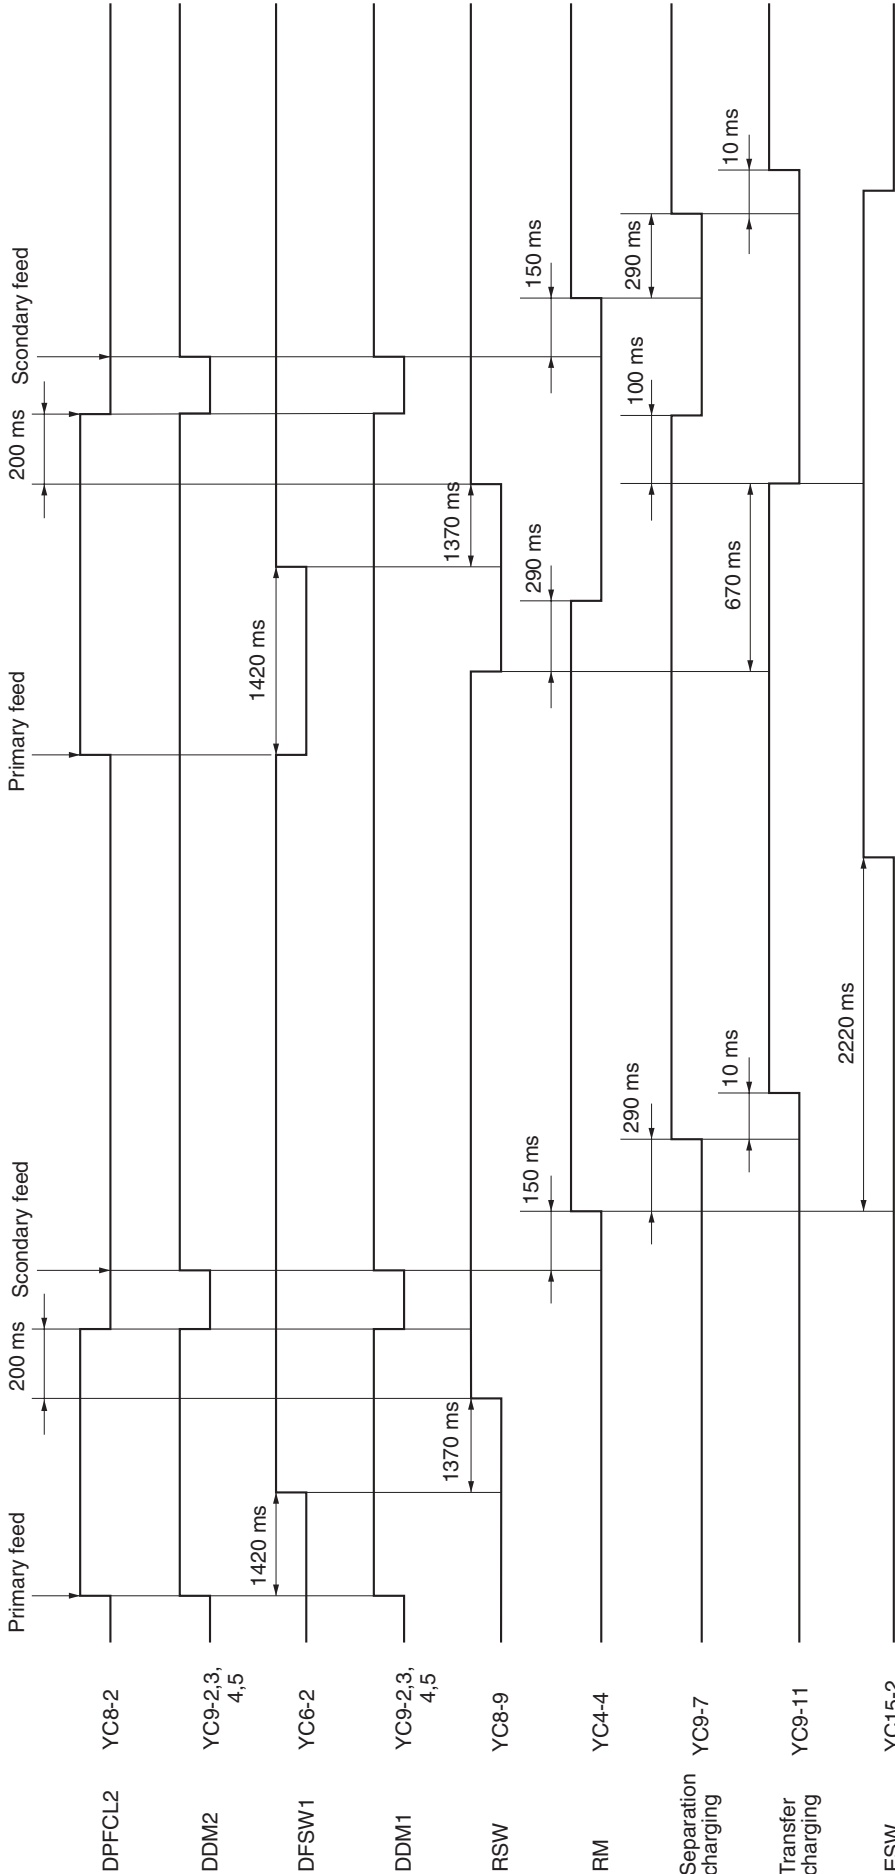 Primary feed
200 ms
Scondary feed
Primary feed
200 ms
Scondary feed
DPFCL2 YC8-2
DDM2 YC9-2,3,
4,5
DFSW1 YC6-2
1420 ms
1420 ms
DDM1 YC9-2,3,
4,5
RSW YC8-9
1370 ms
1370 ms
RM YC4-4
150 ms
290 ms
150 ms
Separation
charging YC9-7
290 ms
100 ms
290 ms
Transfer
charging YC9-11
10 ms
670 ms
10 ms
2220 ms